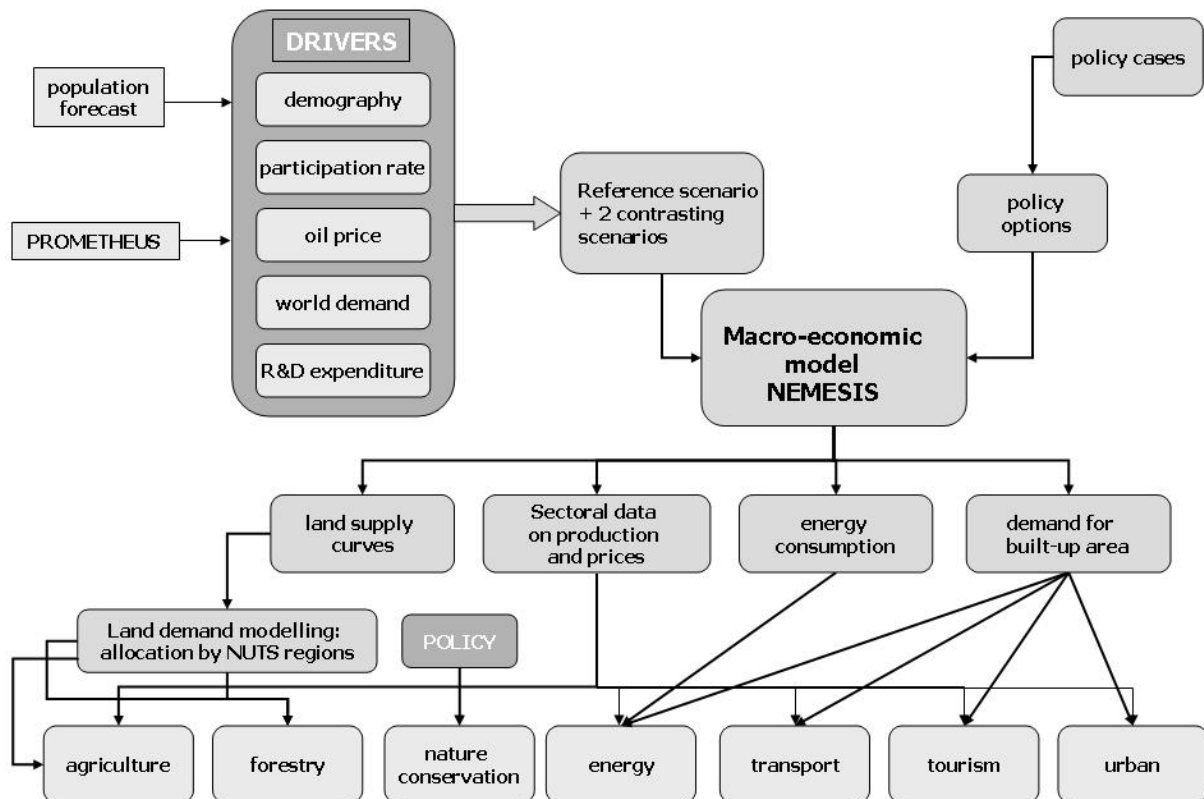 DRIVERS
population
forecast
demography
participation rate
PROMETHEUS
oil price
world demand
R&D expenditure
Reference scenario
+ 2 contrasting
scenarios
policy cases
policy
options
Macro-economic
model
NEMESIS
land supply
curves
Sectoral data
on production
and prices
energy
consumption
demand for
built-up area
Land demand modelling:
allocation by NUTS regions
POLICY
agriculture
forestry
nature
conservation
energy
transport
tourism
urban